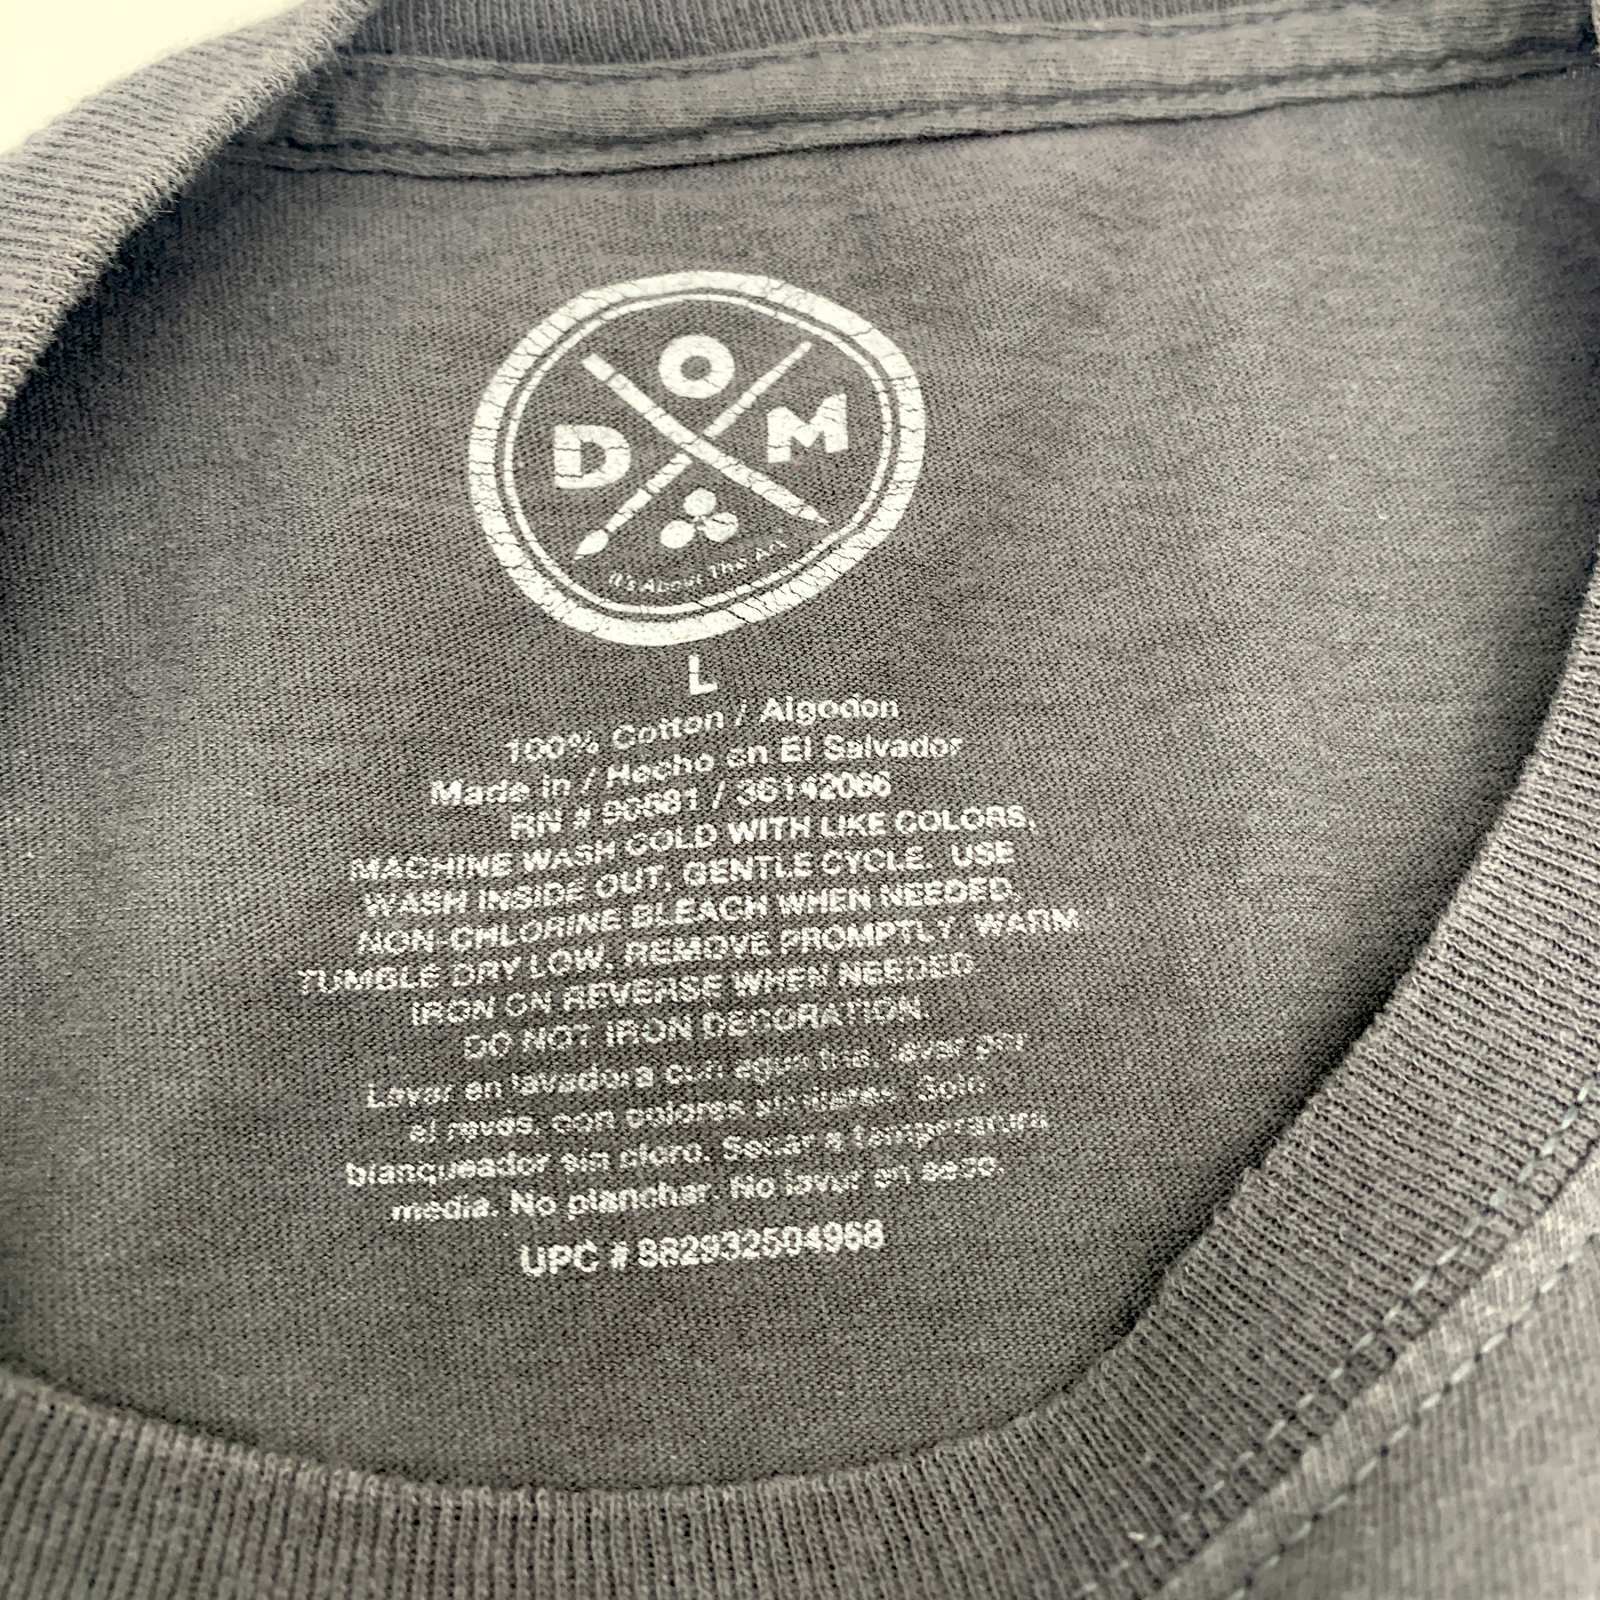 D O M
It's About The Art
L
100% Cotton / Algodon
Made in / Hecho en El Salvador
RN # 90681 / 36142066
MACHINE WASH COLD WITH LIKE COLORS,
WASH INSIDE OUT, GENTLE CYCLE. USE
NON-CHLORINE BLEACH WHEN NEEDED.
TUMBLE DRY LOW, REMOVE PROMPTLY. WARM
IRON ON REVERSE WHEN NEEDED.
DO NOT IRON DECORATION.
Lavar en lavadora con agua fria, lavar por
el reves, con colores similares. Solo
blanqueador sin cloro. Secar a temperatura
media. No planchar. No lavar en seco.
UPC # 882932504968